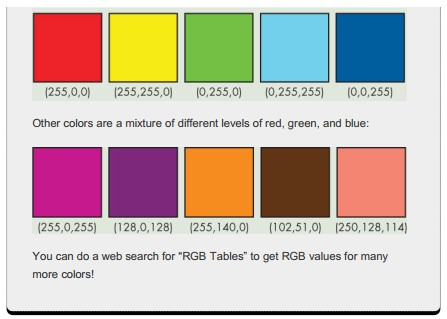 (255,0,0) (255,255,0) (0,255,0) (0,255,255) (0,0,255)
Other colors are a mixture of different levels of red, green, and blue:
(255,0,255) (128,0,128) (255,140,0) (102,51,0) (250,128,114)
You can do a web search for “RGB Tables” to get RGB values for many
more colors!